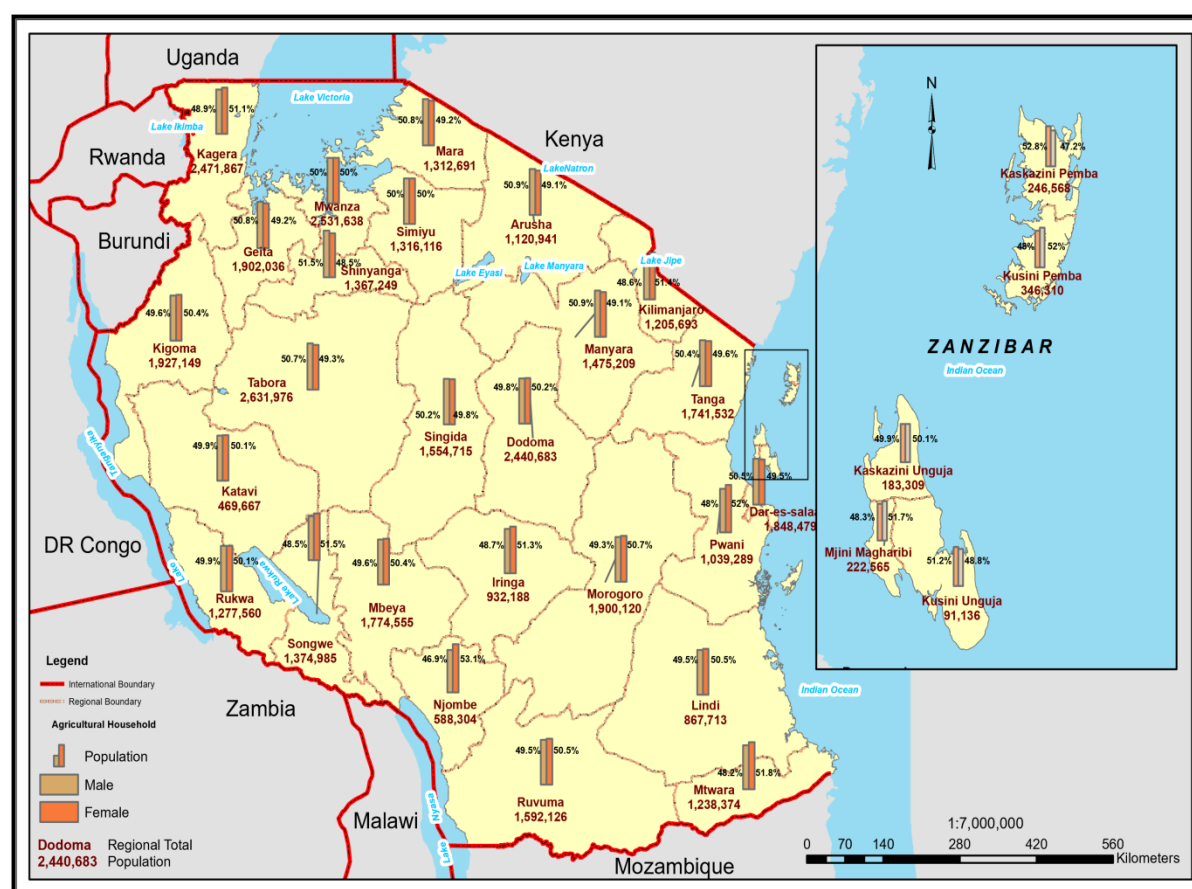 Uganda
Lake Victoria
48.9% 51.1%
Lake Ikimba
Kagera
2,471,867
50.8% 49.2%
Mara
1,312,691
Kenya
Rwanda
LakeNatron
50% 50%
Mwanza
2,531,638
50% 50%
Simiyu
1,316,116
50.9% 49.1%
Arusha
1,120,941
Burundi
50.8% 49.2%
Geita
1,902,036
51.5% 48.5%
Shinyanga
1,367,249
Lake Eyasi
Lake Manyara
Lake Jipe
48.6% 51.4%
Kilimanjaro
1,205,693
49.6% 50.4%
Kigoma
1,927,149
50.9% 49.1%
Manyara
1,475,209
50.7% 49.3%
Tabora
2,631,976
50.4% 49.6%
Tanga
1,741,532
50.2% 49.8%
Singida
1,554,715
49.8% 50.2%
Dodoma
2,440,683
Tanganyika
Lake
49.9% 50.1%
Katavi
469,667
50.5% 49.5%
Dar-es-salaa
1,848,479
48% 52%
Pwani
1,039,289
DR Congo
49.9% 50.1%
Rukwa
1,277,560
Lake Rukwa
48.5% 51.5%
Songwe
1,374,985
49.6% 50.4%
Mbeya
1,774,555
48.7% 51.3%
Iringa
932,188
49.3% 50.7%
Morogoro
1,900,120
46.9% 53.1%
Njombe
588,304
49.5% 50.5%
Lindi
867,713
Indian Ocean
Zambia
49.5% 50.5%
Ruvuma
1,592,126
48.2% 51.8%
Mtwara
1,238,374
Malawi
Nyasa
Lake
Mozambique
Legend
International Boundary
Regional Boundary
Agricultural Household
Population
Male
Female
Dodoma Regional Total
2,440,683 Population
N
52.8% 47.2%
Kaskazini Pemba
246,568
48% 52%
Kusini Pemba
346,310
ZANZIBAR
Indian Ocean
49.9% 50.1%
Kaskazini Unguja
183,309
48.3% 51.7%
Mjini Magharibi
222,565
51.2% 48.8%
Kusini Unguja
91,136
1:7,000,000
0 70 140 280 420 560
Kilometers